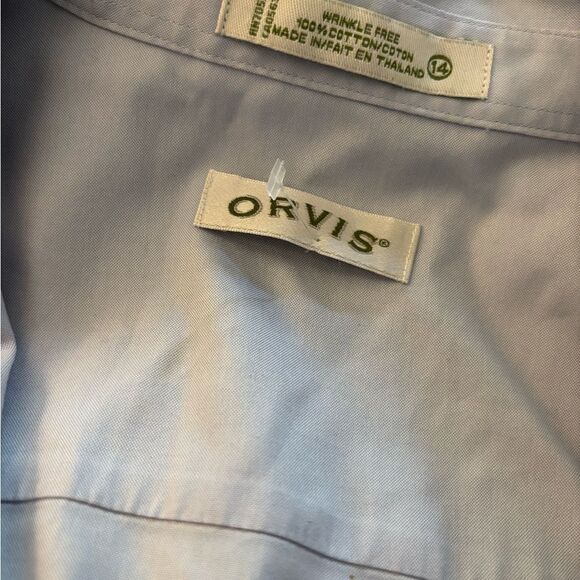 WRINKLE FREE
100% COTTON/COTON
MADE IN/FAIT EN THAILAND
14
ORVIS®